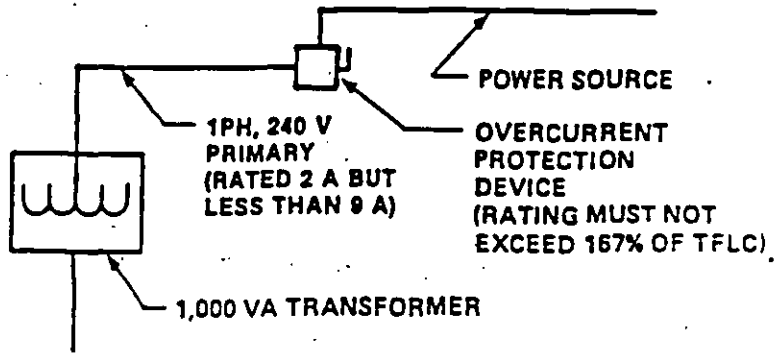 POWER SOURCE
1PH, 240 V
PRIMARY
(RATED 2 A BUT
LESS THAN 9 A)
OVERCURRENT
PROTECTION
DEVICE
(RATING MUST NOT
EXCEED 167% OF TFLC)
1,000 VA TRANSFORMER